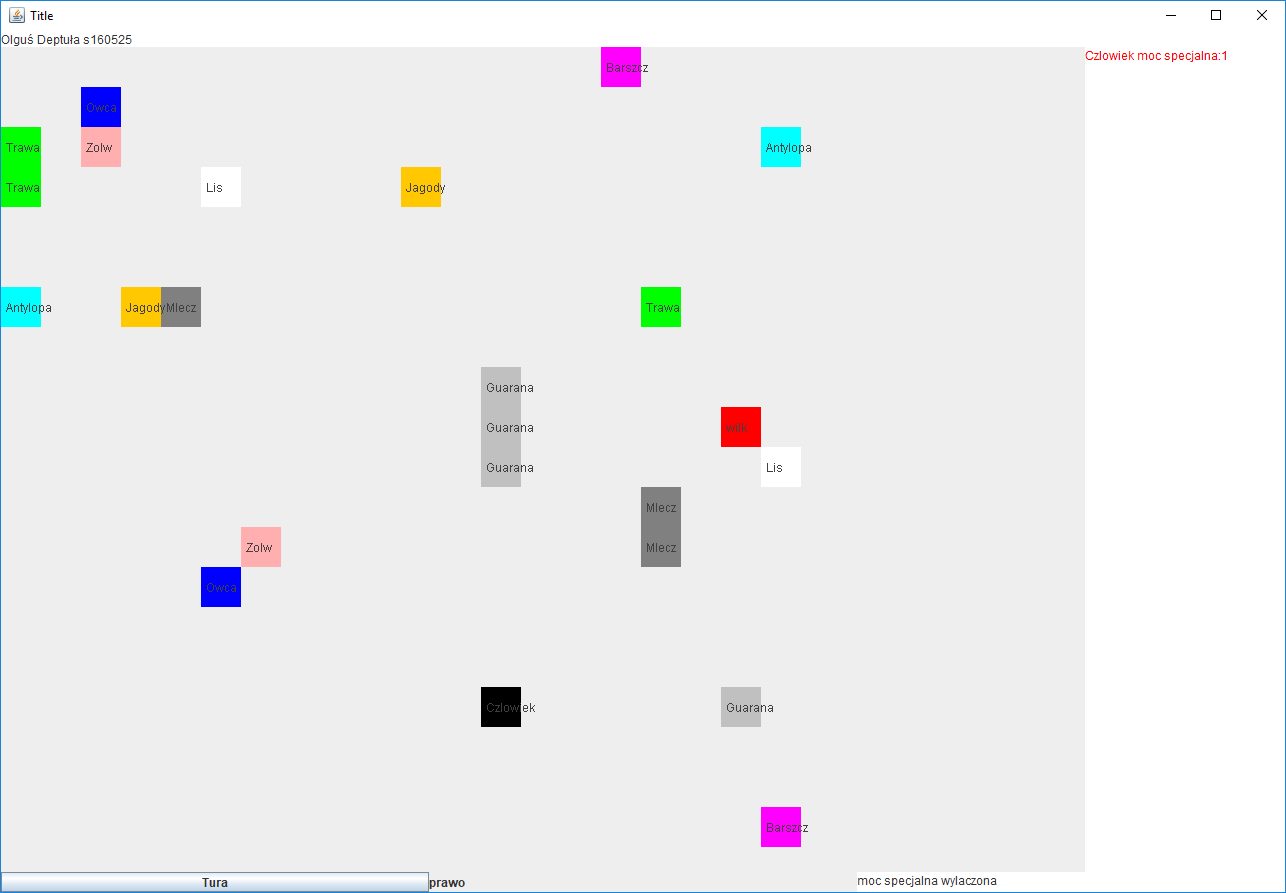 Title
Olguś Deptuła s160525
Barszcz
Czlowiek moc specjalna:1
Owca
Trawa Zolw Antylopa
Trawa Lis Jagody
Antylopa Jagody Mlecz Trawa
Guarana
Guarana wilk
Guarana Lis
Mlecz
Zolw Mlecz
Owca
Czlowiek Guarana
Barszcz
Tura prawo moc specjalna wylaczona